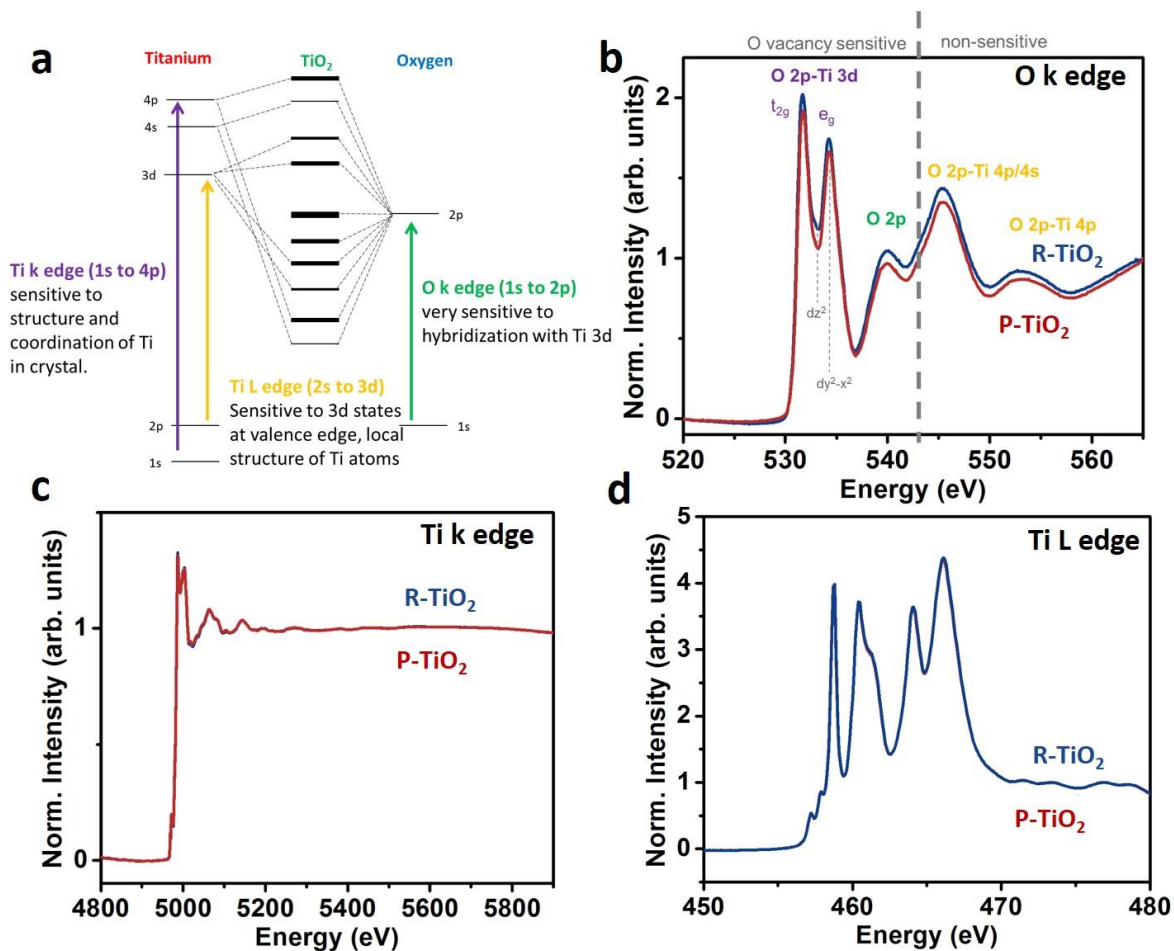 a
Titanium
TiO2
Oxygen
4p
4s
3d
2p
Ti k edge (1s to 4p)
sensitive to
structure and
coordination of Ti
in crystal.
O k edge (1s to 2p)
very sensitive to
hybridization with Ti 3d
Ti L edge (2s to 3d)
Sensitive to 3d states
at valence edge, local
structure of Ti atoms
2p
1s
1s
b
O vacancy sensitive
non-sensitive
O k edge
O 2p-Ti 3d
t2g
eg
O 2p-Ti 4p/4s
O 2p
O 2p-Ti 4p
R-TiO2
P-TiO2
dz2
dy2-x2
2
1
0
Norm. Intensity (arb. units)
520 530 540 550 560
Energy (eV)
c
Ti k edge
R-TiO2
P-TiO2
1
0
Norm. Intensity (arb. units)
4800 5000 5200 5400 5600 5800
Energy (eV)
d
Ti L edge
R-TiO2
P-TiO2
5
4
3
2
1
0
Norm. Intensity (arb. units)
450 460 470 480
Energy (eV)